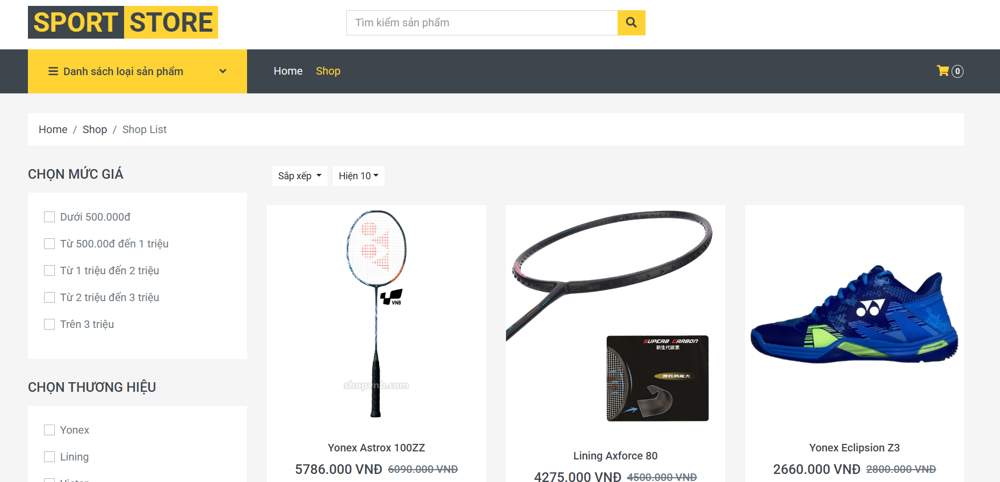 SPORT STORE
Tìm kiếm sản phẩm
Danh sách loại sản phẩm
Home Shop
0
Home / Shop / Shop List
CHỌN MỨC GIÁ
Sắp xếp Hiện 10
Dưới 500.000đ
Từ 500.00đ đến 1 triệu
Từ 1 triệu đến 2 triệu
Từ 2 triệu đến 3 triệu
Trên 3 triệu
CHỌN THƯƠNG HIỆU
Yonex
Lining
VNB
shopvnb.com
Yonex Astrox 100ZZ
5786.000 VNĐ 6090.000 VNĐ
SUPERB CARBON
新生代碳素
Lining Axforce 80
4275.000 VNĐ 4500.000 VNĐ
Yonex Eclipsion Z3
2660.000 VNĐ 2800.000 VNĐ